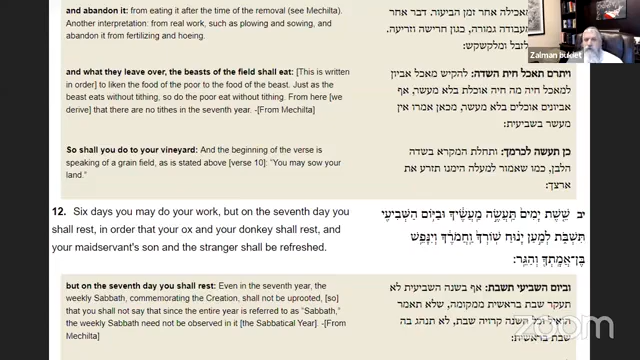 and abandon it: from eating it after the time of the removal (see Mechilta).
Another interpretation: from real work, such as plowing and sowing, and
abandon it from fertilizing and hoeing.
מאכילה אחר זמן הביעור. דבר אחר
מעבודה גמורה, כגון חרישה וזריעה.
לזבל ומלקשקש:
Zalman
and what they leave over, the beasts of the field shall eat: [This is written
in order] to liken the food of the poor to the food of the beast. Just as the
beast eats without tithing, so do the poor eat without tithing. From here [we
derive] that there are no tithes in the seventh year. -[From Mechilta]
ויתרם תאכל חית השדה: להקיש מאכל אביון
למאכל חיה מה חיה אוכלת בלא מעשר, אף
אביונים אוכלים בלא מעשר, מכאן אמרו אין
מעשר בשביעית:
So shall you do to your vineyard: And the beginning of the verse is
speaking of a grain field, as is stated above [verse 10]: “You may sow your
land.”
כן תעשה לכרמך: ותחלת המקרא בשדה
הלבן, כמו שאמור למעלה הימנו תזרע את
ארצך:
12. Six days you may do your work, but on the seventh day you
shall rest, in order that your ox and your donkey shall rest, and
your maidservant's son and the stranger shall be refreshed.
יב שֵׁ֤שֶׁת יָמִים֙ תַּֽעֲשֶׂ֣ה מַֽעֲשֶׂ֔יךָ וּבַיּ֥וֹם הַשְּׁבִיעִ֖י
תִּשְׁבֹּ֑ת לְמַ֣עַן יָנ֗וּחַ שֽׁוֹרְךָ֙ וַֽחֲמֹרֶ֔ךָ וְיִנָּפֵ֥שׁ
בֶּן־אֲמָֽתְךָ֖ וְהַגֵּֽר:
but on the seventh day you shall rest: Even in the seventh year, the
weekly Sabbath, commemorating the Creation, shall not be uprooted, [so]
that you shall not say that since the entire year is referred to as “Sabbath,”
the weekly Sabbath need not be observed in it [the Sabbatical Year]. -[From
Mechilta]
וביום השביעי תשבת: אף בשנה השביעית לא
תעקר שבת בראשית ממקומה, שלא תאמר
הואיל וכל השנה קרויה שבת, לא תנהג בה
שבת בראשית:
zoom